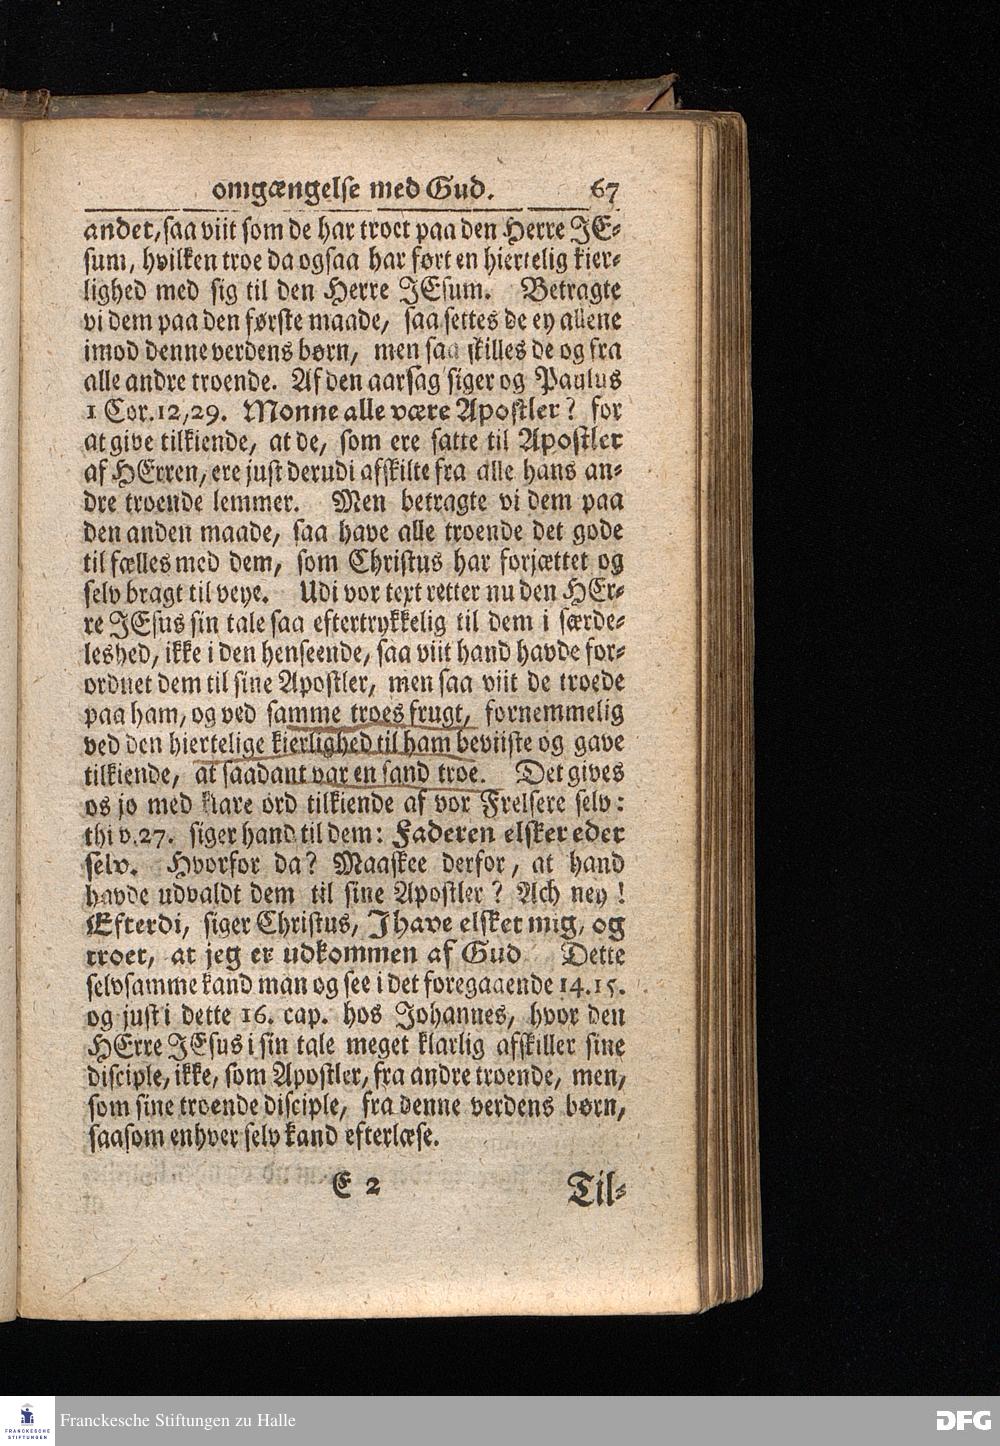 omgængelse med Gud. 67
andet, saa viit som de har troet paa den Herre JE-
sum, hvilken troe da ogsaa har ført en hiertelig kier-
lighed med sig til den Herre JEsum. Betragte
vi dem paa den første maade, saa settes de ey allene
imod denne verdens børn, men saa skilles de og fra
alle andre troende. Af den aarsag siger og Paulus
1 Cor. 12, 29. Monne alle være Apostler? for
at give tilkiende, at de, som ere satte til Apostler
af HErren, ere just derudi afskilte fra alle hans an-
dre troende lemmer. Men betragte vi dem paa
den anden maade, saa have alle troende det gode
til fælles med dem, som Christus har forjættet og
selv bragt til veye. Udi vor text retter nu den HEr-
re JEsus sin tale saa eftertrykkelig til dem i særde-
leshed, ikke i den henseende, saa viit hand havde for-
ordnet dem til sine Apostler, men saa viit de troede
paa ham, og ved samme troes frugt, fornemmelig
ved den hiertelige kierlighed til ham beviiste og gave
tilkiende, at saadant var en sand troe. Det gives
os jo med klare ord tilkiende af vor Frelsere selv:
thi v. 27. siger hand til dem: Faderen elsker eder
selv. Hvorfor da? Maaskee derfor, at hand
havde udvaldt dem til sine Apostler? Ach ney!
Efterdi, siger Christus, J have elsket mig, og
troet, at jeg er udkommen af Gud Dette
selvsamme kand man og see i det foregaaende 14. 15.
og just i dette 16. cap. hos Johannes, hvor den
HErre JEsus i sin tale meget klarlig afskiller sine
disciple, ikke, som Apostler, fra andre troende, men,
som sine troende disciple, fra denne verdens børn,
saasom enhver selv kand efterlæse.
E 2 Til-
FRANCKESCHE
STIFTUNGEN
Franckesche Stiftungen zu Halle
DFG